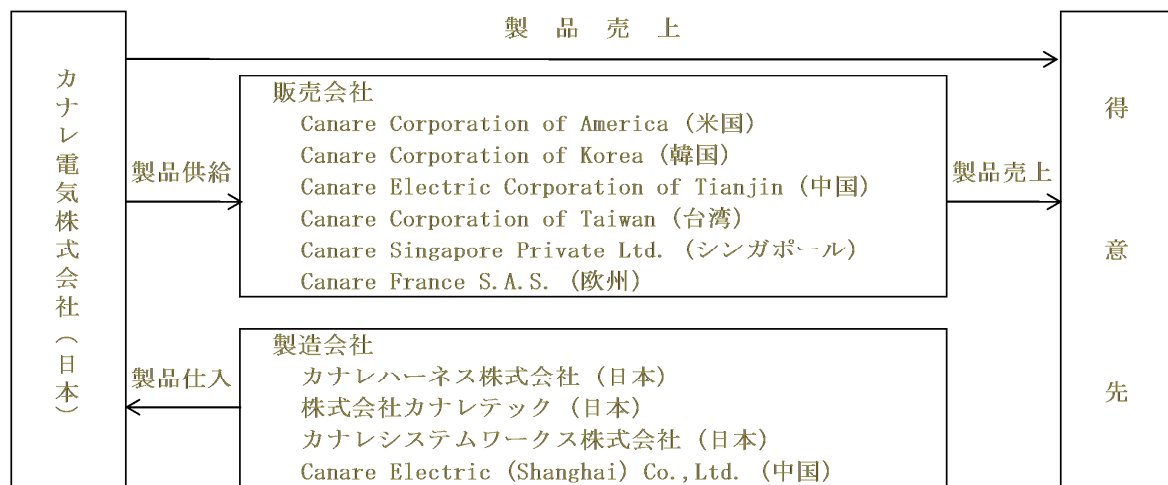 製品売上
カナレ電気株式会社(日本)
販売会社
Canare Corporation of America (米国)
Canare Corporation of Korea (韓国)
Canare Electric Corporation of Tianjin (中国)
Canare Corporation of Taiwan (台湾)
Canare Singapore Private Ltd. (シンガポール)
Canare France S.A.S. (欧州)
製品供給
製品売上
得意先
製造会社
カナレハーネス株式会社 (日本)
株式会社カナレテック (日本)
カナレシステムワークス株式会社 (日本)
Canare Electric (Shanghai) Co.,Ltd. (中国)
製品仕入